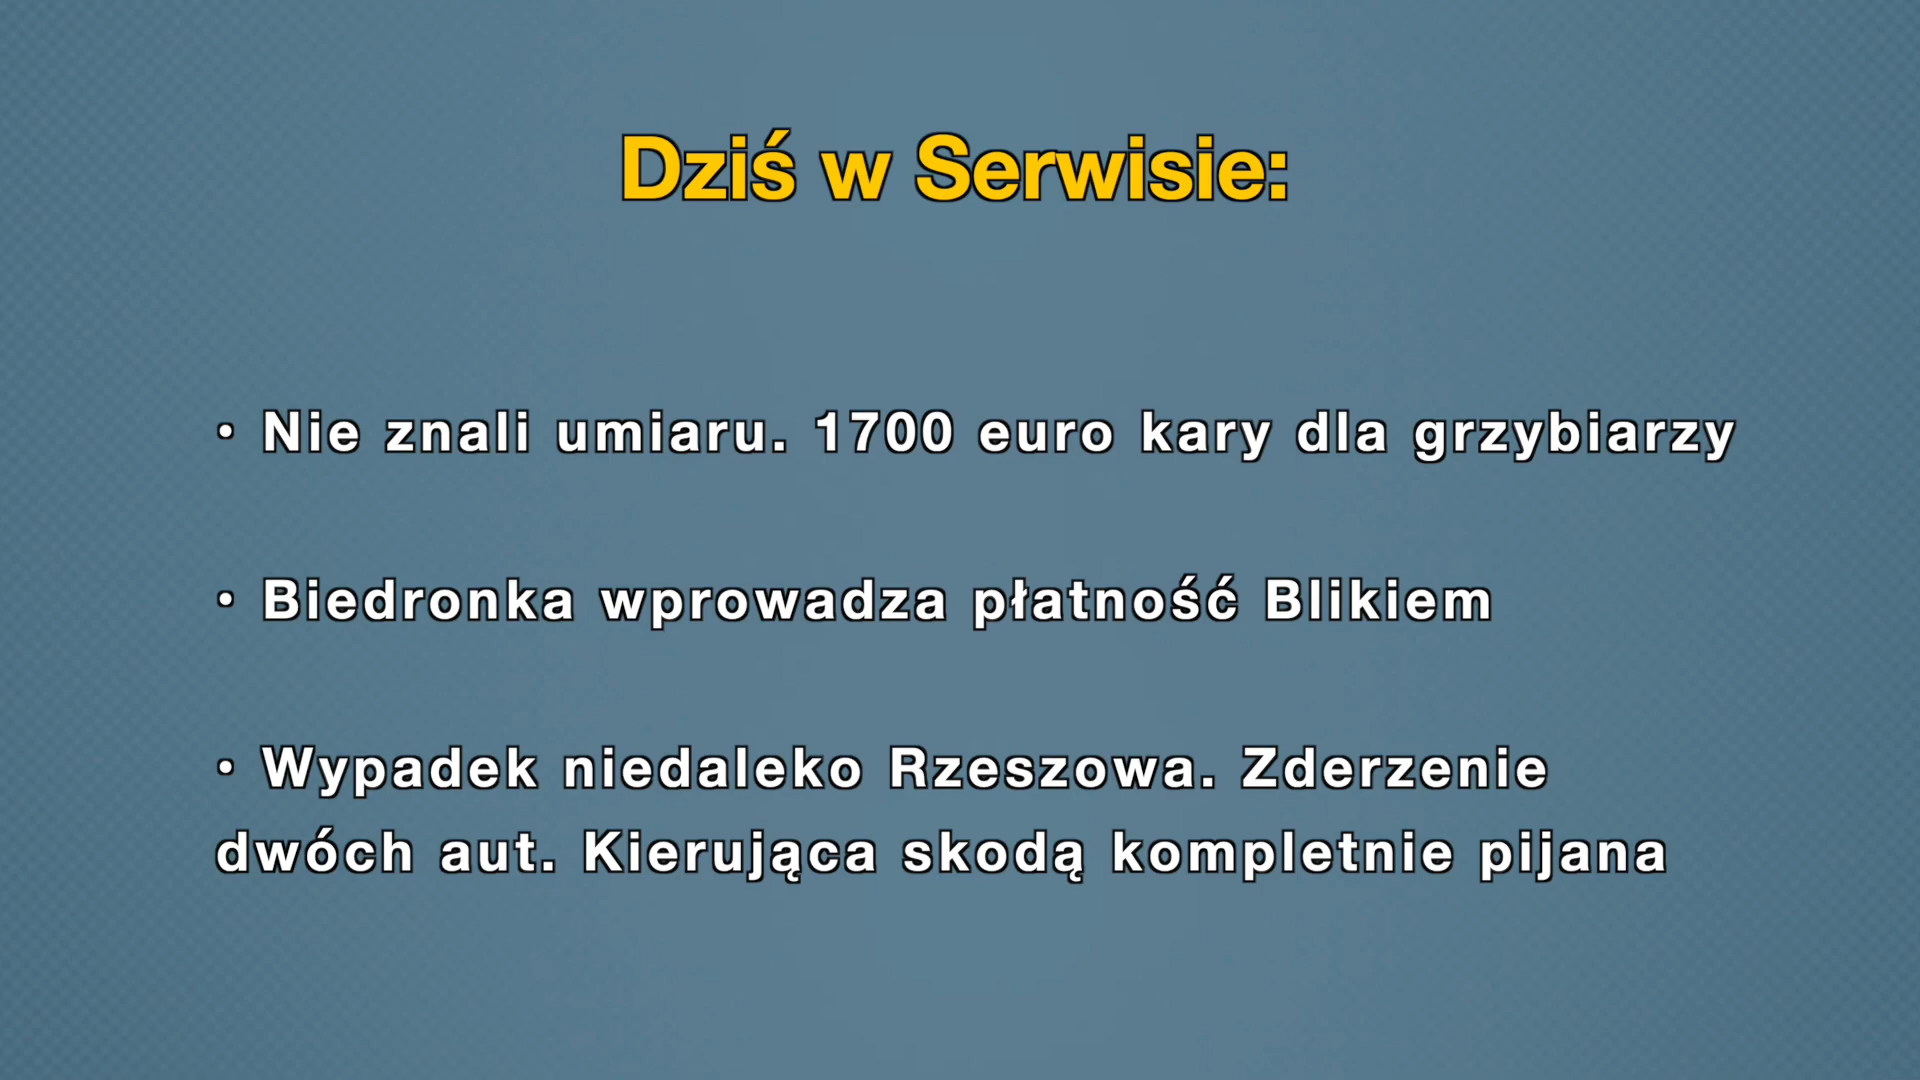 Dziś w Serwisie:
• Nie znali umiaru. 1700 euro kary dla grzybiarzy
• Biedronka wprowadza płatność Blikiem
• Wypadek niedaleko Rzeszowa. Zderzenie
dwóch aut. Kierująca skodą kompletnie pijana